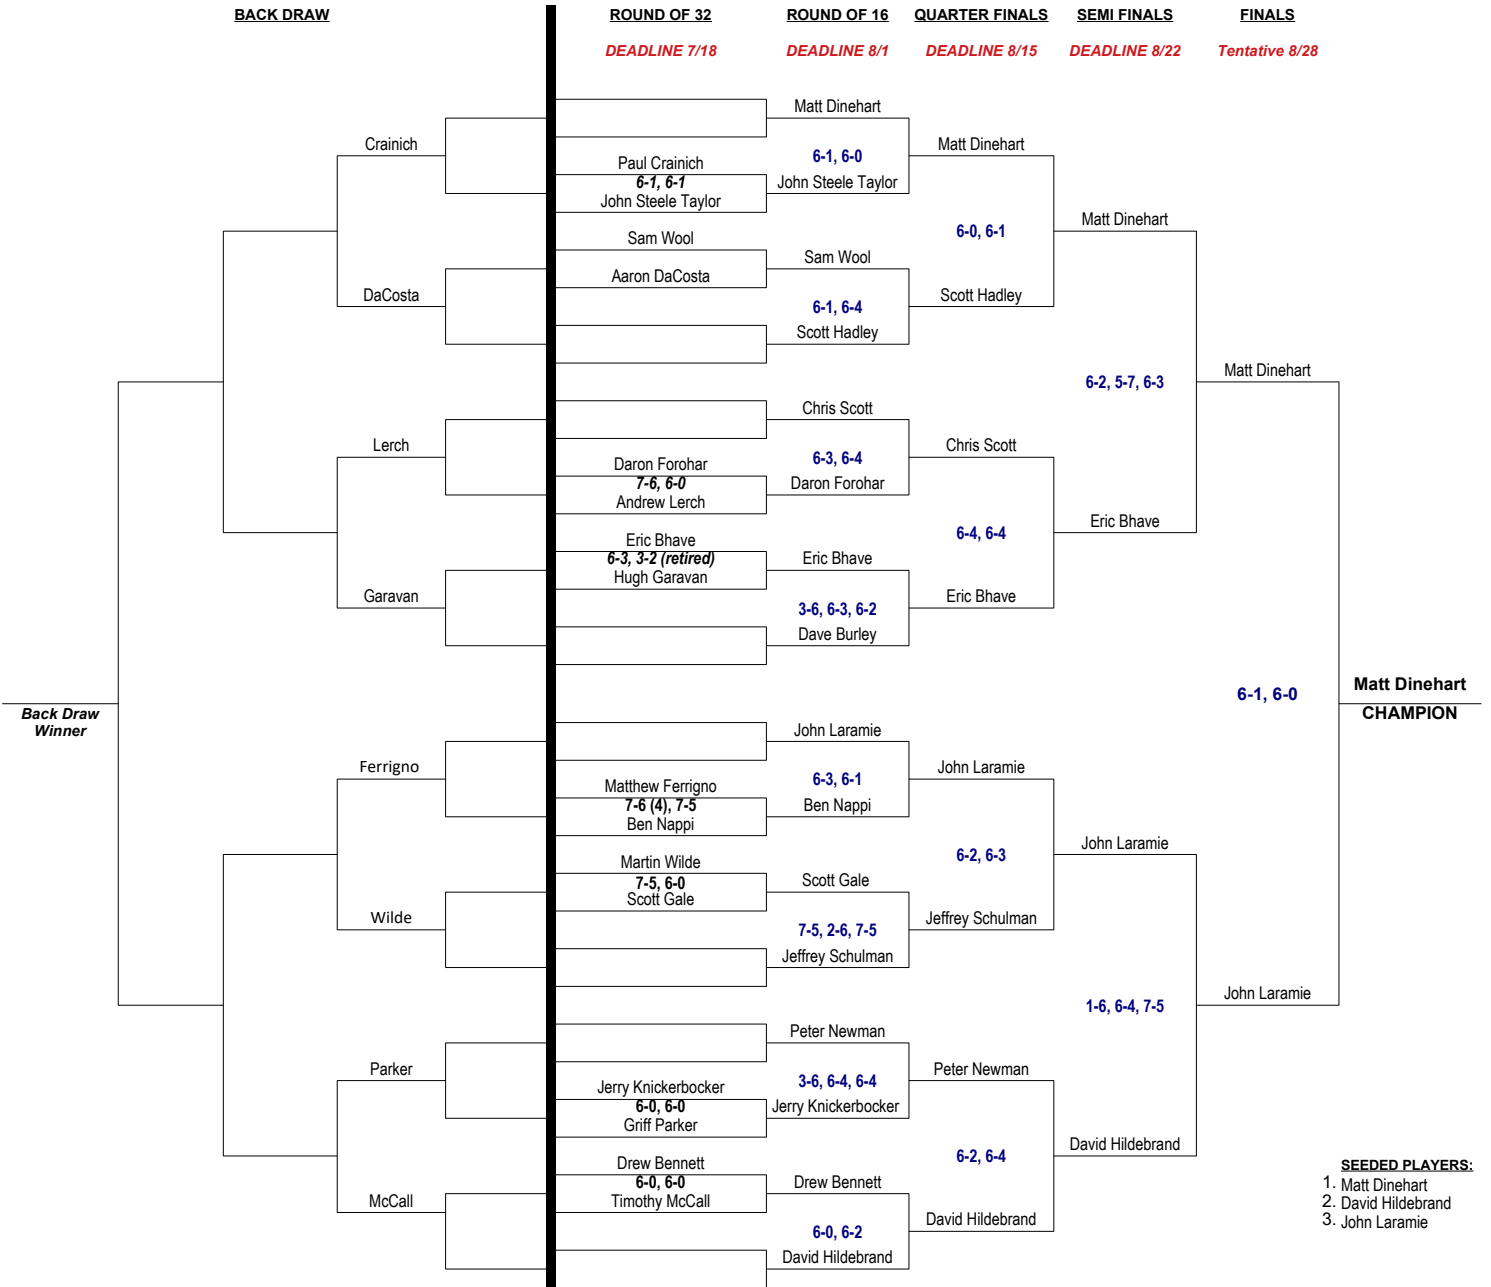 BACK DRAW
ROUND OF 32
ROUND OF 16
QUARTER FINALS
SEMI FINALS
FINALS
DEADLINE 7/18
DEADLINE 8/1
DEADLINE 8/15
DEADLINE 8/22
Tentative 8/28
Crainich
DaCosta
Lerch
Garavan
Back Draw
Winner
Ferrigno
Wilde
Parker
McCall
Paul Crainich
6-1, 6-1
John Steele Taylor
Sam Wool
Aaron DaCosta
Daron Forohar
7-6, 6-0
Andrew Lerch
Eric Bhave
6-3, 3-2 (retired)
Hugh Garavan
Matthew Ferrigno
7-6 (4), 7-5
Ben Nappi
Martin Wilde
7-5, 6-0
Scott Gale
Jerry Knickerbocker
6-0, 6-0
Griff Parker
Drew Bennett
6-0, 6-0
Timothy McCall
Matt Dinehart
6-1, 6-0
John Steele Taylor
Sam Wool
6-1, 6-4
Scott Hadley
Chris Scott
6-3, 6-4
Daron Forohar
Eric Bhave
3-6, 6-3, 6-2
Dave Burley
John Laramie
6-3, 6-1
Ben Nappi
Scott Gale
7-5, 2-6, 7-5
Jeffrey Schulman
Peter Newman
3-6, 6-4, 6-4
Jerry Knickerbocker
Drew Bennett
6-0, 6-2
David Hildebrand
Matt Dinehart
6-0, 6-1
Scott Hadley
Chris Scott
6-4, 6-4
Eric Bhave
John Laramie
6-2, 6-3
Jeffrey Schulman
Peter Newman
6-2, 6-4
David Hildebrand
Matt Dinehart
6-2, 5-7, 6-3
Eric Bhave
John Laramie
1-6, 6-4, 7-5
David Hildebrand
Matt Dinehart
6-1, 6-0
John Laramie
Matt Dinehart
CHAMPION
SEEDED PLAYERS:
1. Matt Dinehart
2. David Hildebrand
3. John Laramie